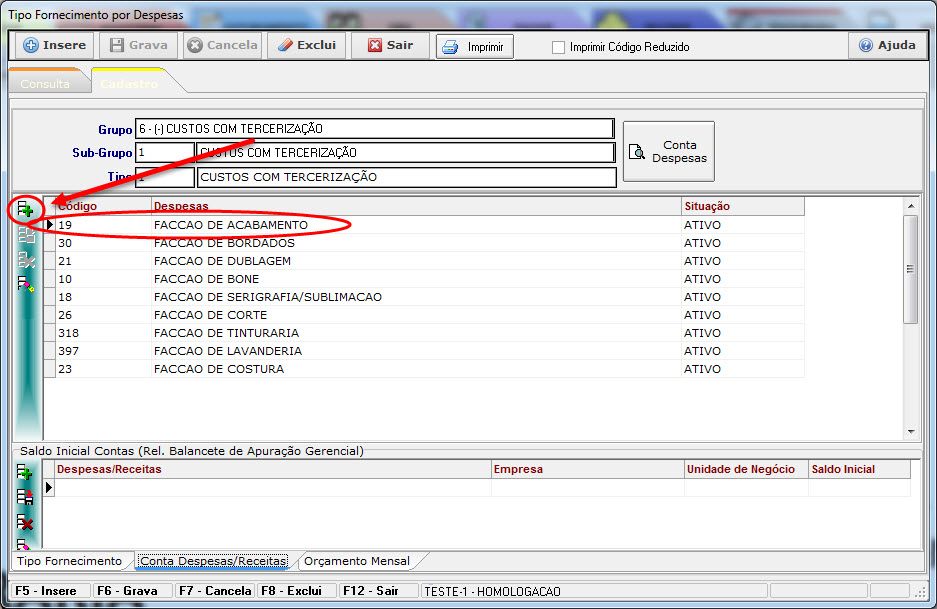 Tipo Fornecimento por Despesas
Insere Grava Cancela Exclui Sair Imprimir Imprimir Código Reduzido Ajuda
Consulta Cadastro
Grupo 6 - (-) CUSTOS COM TERCERIZAÇÃO
Sub-Grupo 1 CUSTOS COM TERCERIZAÇÃO
Tipo 1 CUSTOS COM TERCERIZAÇÃO
Conta Despesas
Código Despesas Situação
19 FACCAO DE ACABAMENTO ATIVO
30 FACCAO DE BORDADOS ATIVO
21 FACCAO DE DUBLAGEM ATIVO
10 FACCAO DE BONE ATIVO
18 FACCAO DE SERIGRAFIA/SUBLIMACAO ATIVO
26 FACCAO DE CORTE ATIVO
318 FACCAO DE TINTURARIA ATIVO
397 FACCAO DE LAVANDERIA ATIVO
23 FACCAO DE COSTURA ATIVO
Saldo Inicial Contas (Rel. Balancete de Apuração Gerencial)
Despesas/Receitas Empresa Unidade de Negócio Saldo Inicial
Tipo Fornecimento Conta Despesas/Receitas Orçamento Mensal
F5 - Insere F6 - Grava F7 - Cancela F8 - Exclui F12 - Sair TESTE-1 - HOMOLOGACAO